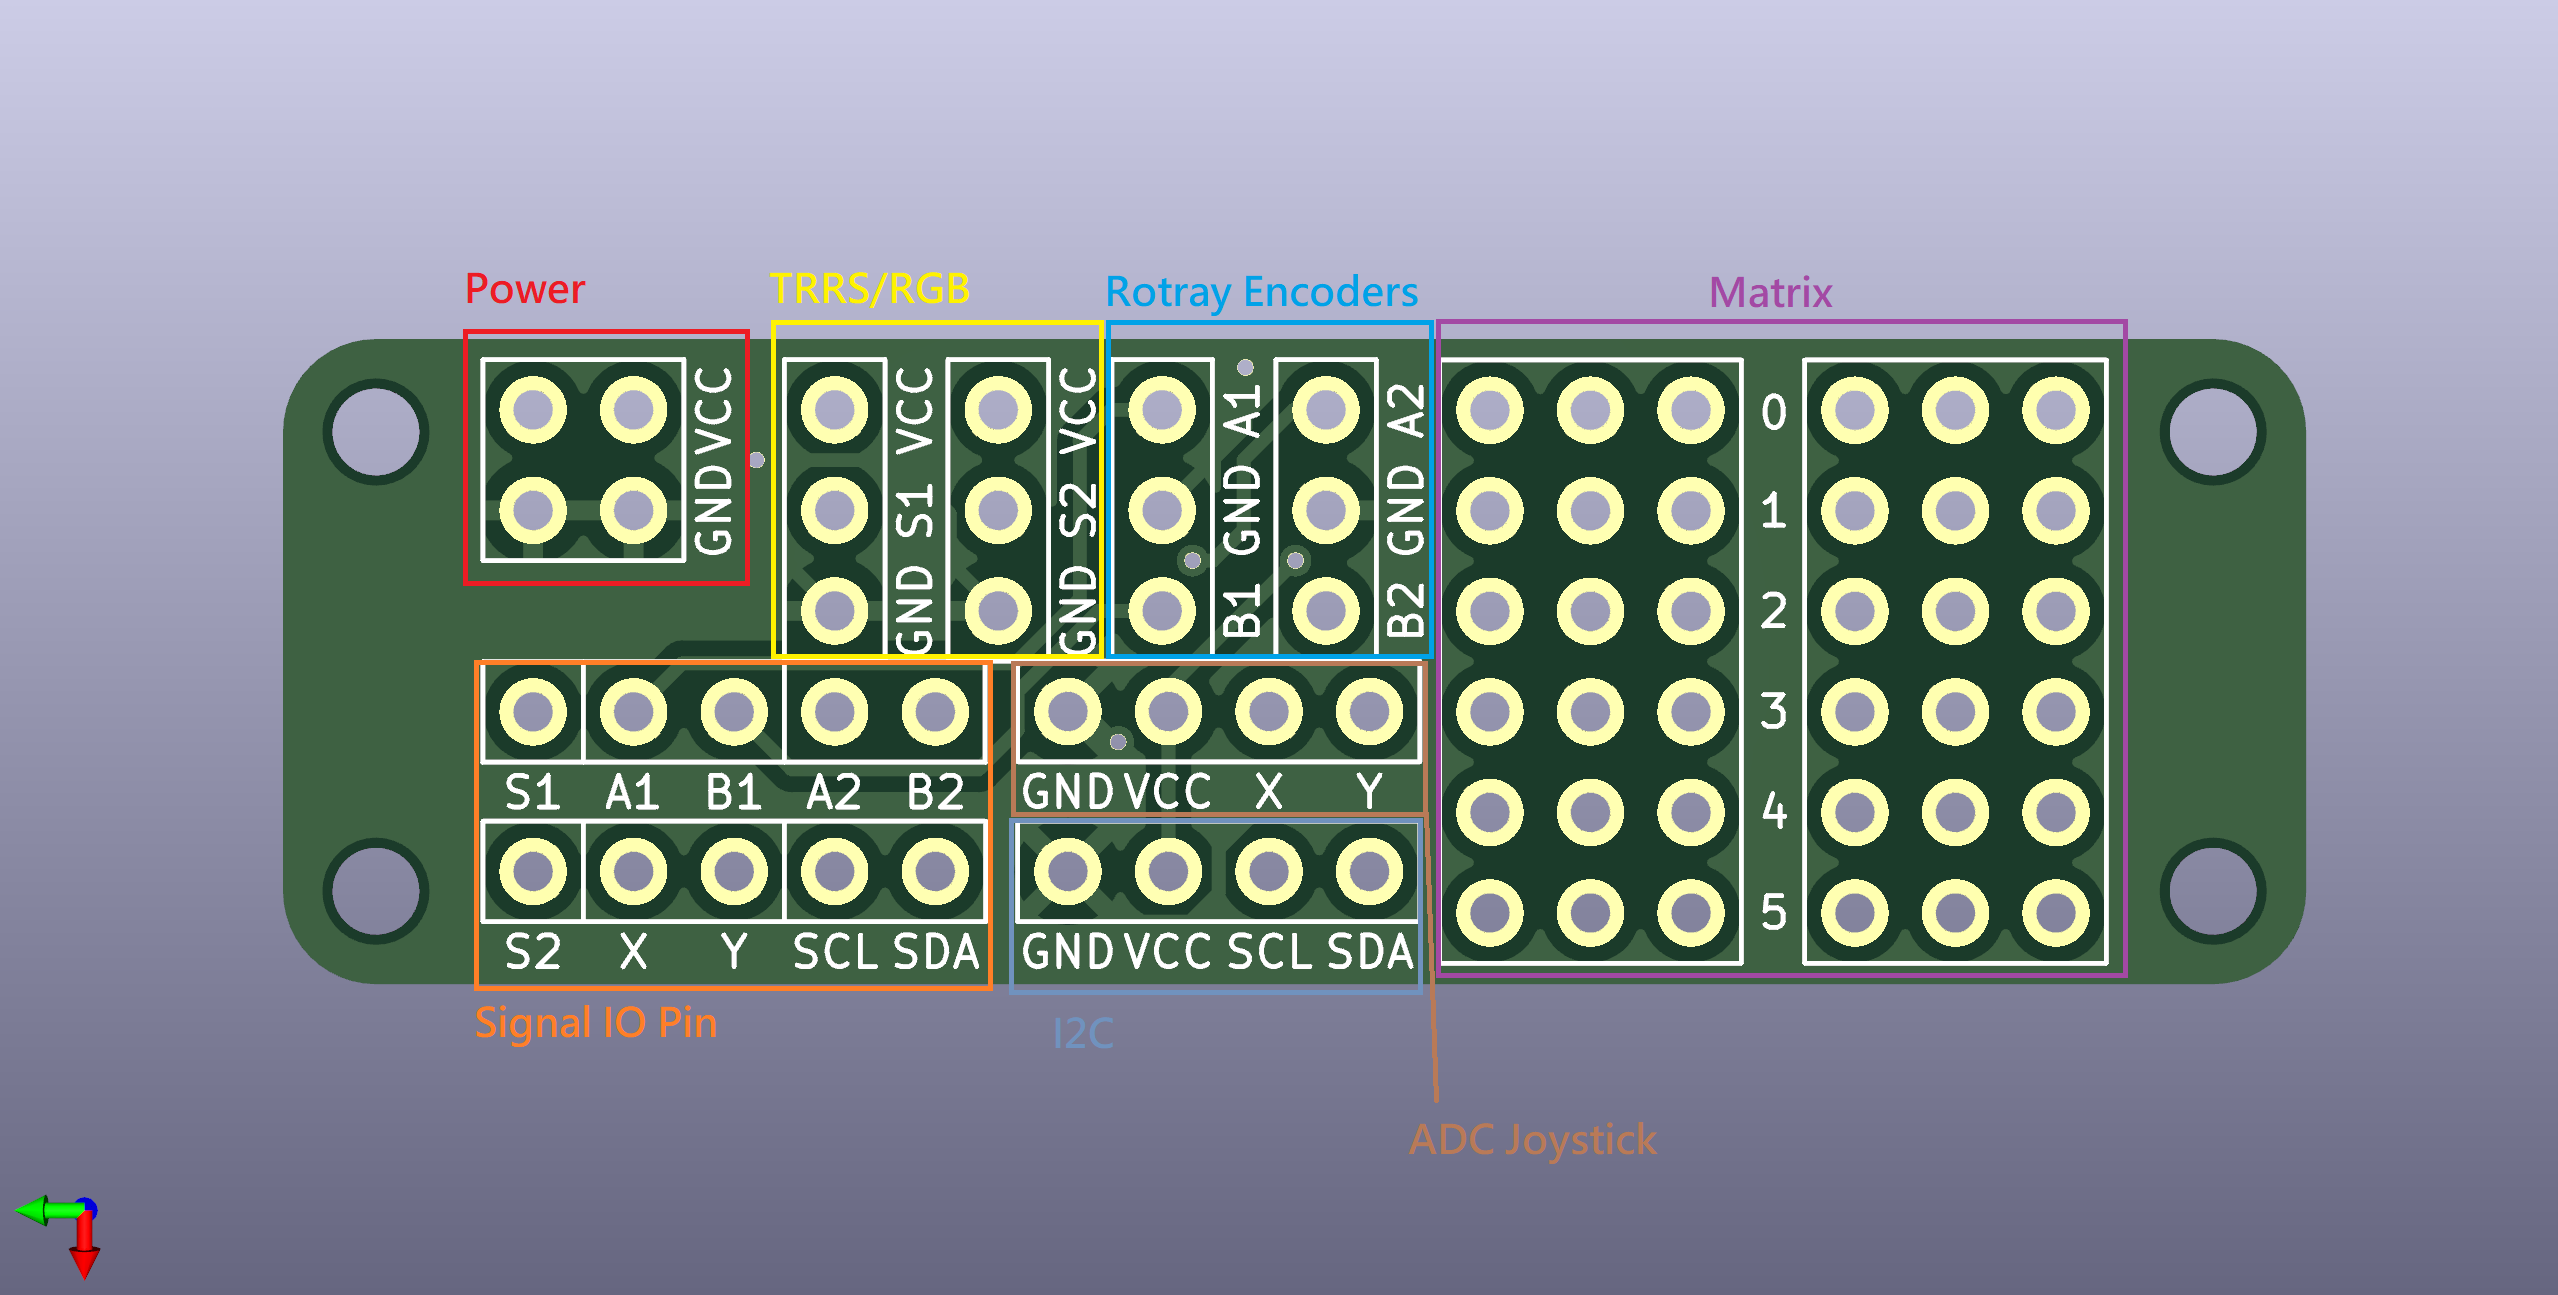 Power
TRRS/RGB
Rotray Encoders
Matrix
VCC
GND
VCC
S1
GND
VCC
S2
GND
A1
GND
B1
A2
GND
B2
0
1
2
3
4
5
S1 A1 B1 A2 B2
GND VCC X Y
S2 X Y SCL SDA
GND VCC SCL SDA
Signal IO Pin
I2C
ADC Joystick